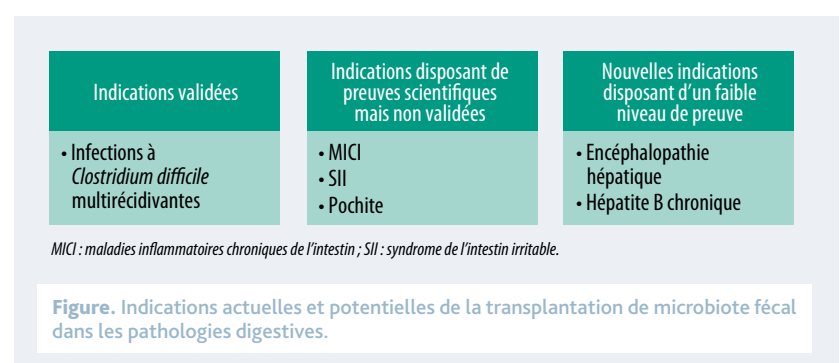 Indications validées
• Infections à
Clostridium difficile
multirécidivantes
Indications disposant de
preuves scientifiques
mais non validées
• MICI
• SII
• Pochite
Nouvelles indications
disposant d’un faible
niveau de preuve
• Encéphalopathie
hépatique
• Hépatite B chronique
MICI : maladies inflammatoires chroniques de l’intestin ; SII : syndrome de l’intestin irritable.
Figure. Indications actuelles et potentielles de la transplantation de microbiote fécal
dans les pathologies digestives.